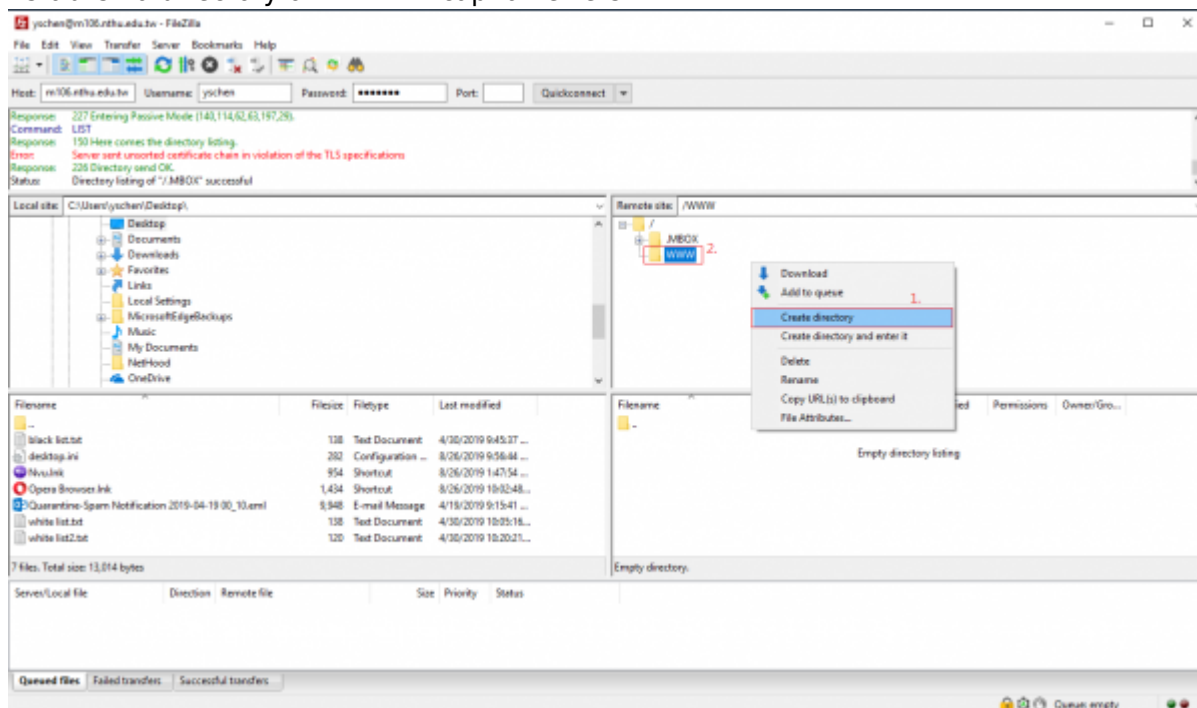 yschen@m106.nthu.edu.tw - FileZilla
File Edit View Transfer Server Bookmarks Help
Host: m106.nthu.edu.tw Username: yschen Password: ●●●●●●● Port: Quickconnect
Response: 227 Entering Passive Mode (140,114,62,63,197,29).
Command: LIST
Response: 150 Here comes the directory listing.
Error: Server sent unsorted certificate chain in violation of the TLS specifications
Response: 226 Directory send OK.
Status: Directory listing of "/.MBOX" successful
Local site: C:\Users\yschen\Desktop\
Desktop
Documents
Downloads
Favorites
Links
Local Settings
MicrosoftEdgeBackups
Music
My Documents
NetHood
OneDrive
Remote site: /WWW
/
.MBOX
WWW
2.
Download
Add to queue
1.
Create directory
Create directory and enter it
Delete
Rename
Copy URL(s) to clipboard
File Attributes...
Filename Filesize Filetype Last modified
..
black list.txt 138 Text Document 4/30/2019 9:45:37 ...
desktop.ini 282 Configuration ... 8/26/2019 9:56:44 ...
Nvu.lnk 954 Shortcut 8/26/2019 1:47:54 ...
Opera Browser.lnk 1,434 Shortcut 8/26/2019 10:02:48...
Quarantine-Spam Notification 2019-04-19 00_10.eml 9,948 E-mail Message 4/19/2019 9:15:41 ...
white list.txt 138 Text Document 4/30/2019 10:05:16...
white list2.txt 120 Text Document 4/30/2019 10:20:21...
7 files. Total size: 13,014 bytes
Filename Permissions Owner/Gro...
..
Empty directory listing
Empty directory.
Server/Local file Direction Remote file Size Priority Status
Queued files Failed transfers Successful transfers
Queue: empty